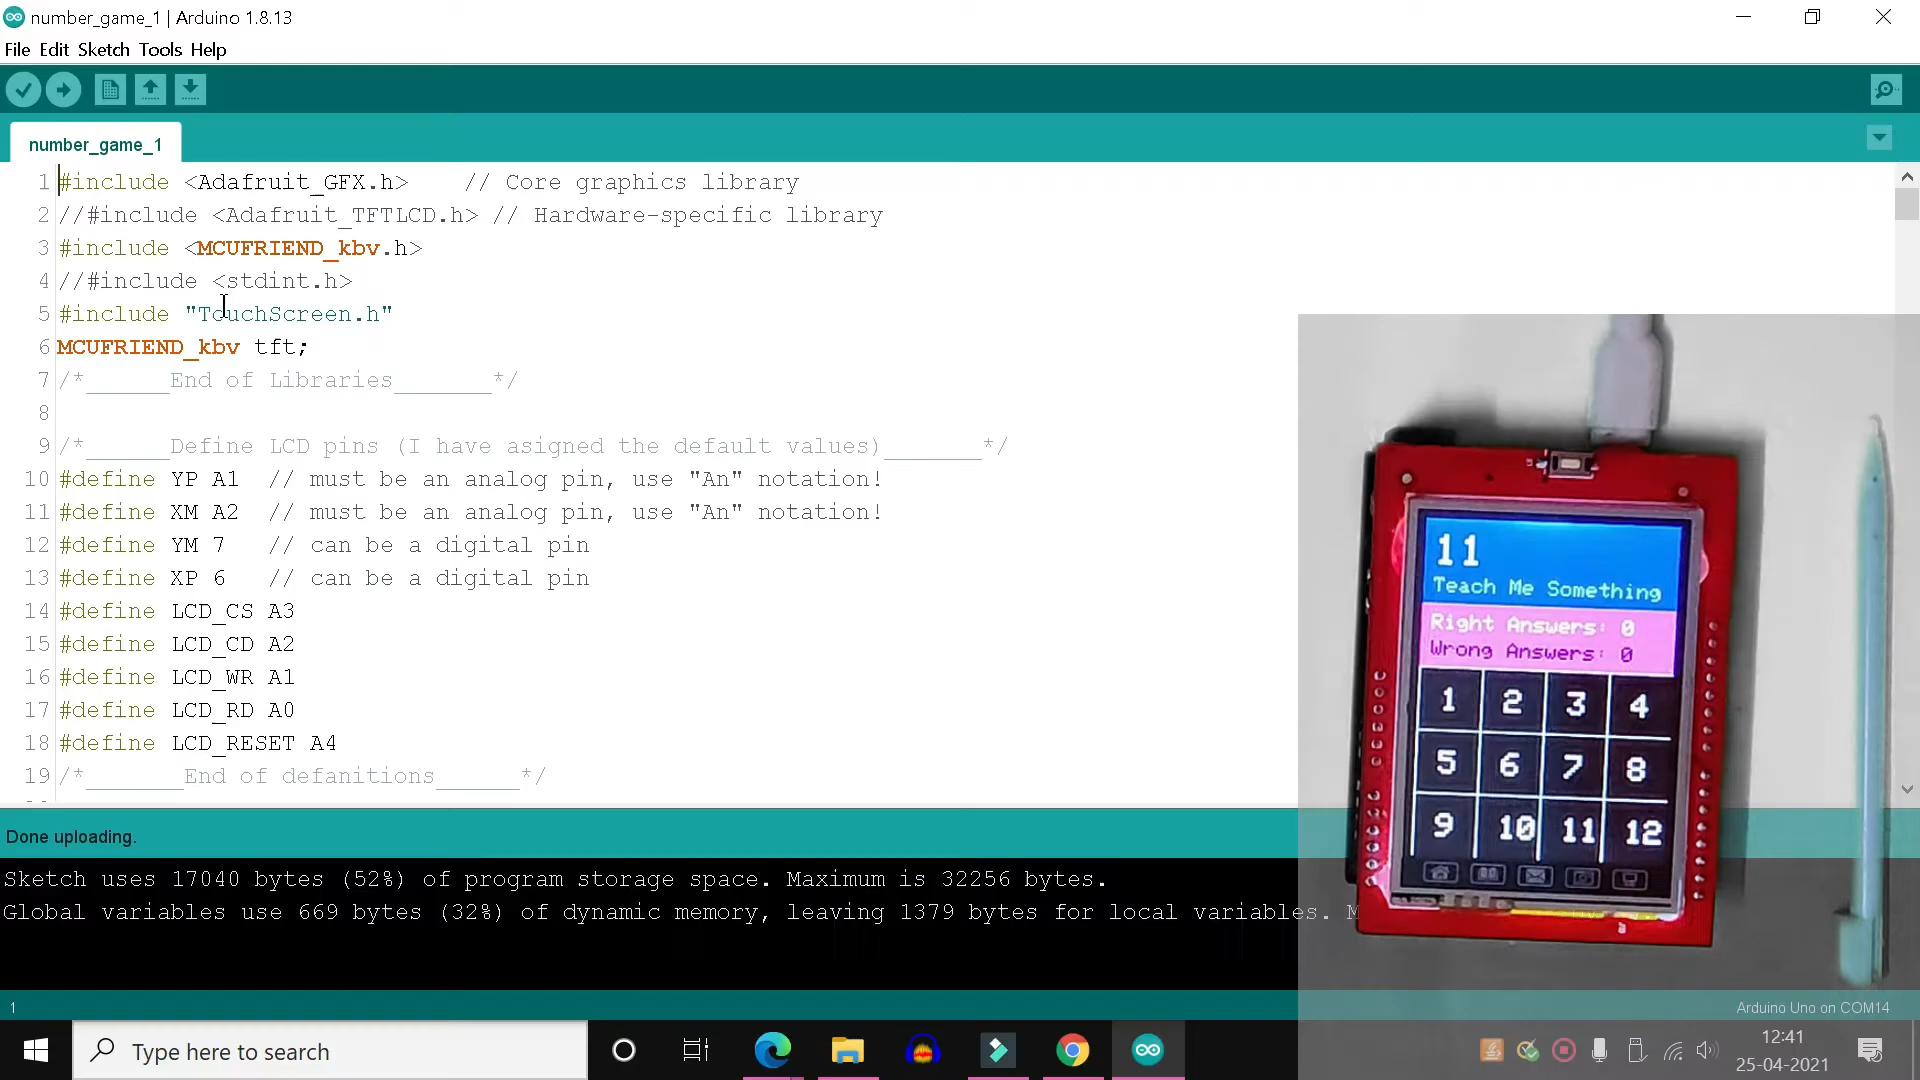 number_game_1 | Arduino 1.8.13
File Edit Sketch Tools Help
number_game_1
1 #include <Adafruit_GFX.h>    // Core graphics library
2 //#include <Adafruit_TFTLCD.h> // Hardware-specific library
3 #include <MCUFRIEND_kbv.h>
4 //#include <stdint.h>
5 #include "TouchScreen.h"
6 MCUFRIEND_kbv tft;
7 /*______End of Libraries_______*/
8
9 /*______Define LCD pins (I have asigned the default values)_______*/
10 #define YP A1  // must be an analog pin, use "An" notation!
11 #define XM A2  // must be an analog pin, use "An" notation!
12 #define YM 7   // can be a digital pin
13 #define XP 6   // can be a digital pin
14 #define LCD_CS A3
15 #define LCD_CD A2
16 #define LCD_WR A1
17 #define LCD_RD A0
18 #define LCD_RESET A4
19 /*_______End of defanitions______*/
11
Teach Me Something
Right Answers: 0
Wrong Answers: 0
1 2 3 4
5 6 7 8
9 10 11 12
Done uploading.
Sketch uses 17040 bytes (52%) of program storage space. Maximum is 32256 bytes.
Global variables use 669 bytes (32%) of dynamic memory, leaving 1379 bytes for local variables. M
1
Arduino Uno on COM14
Type here to search
12:41
25-04-2021